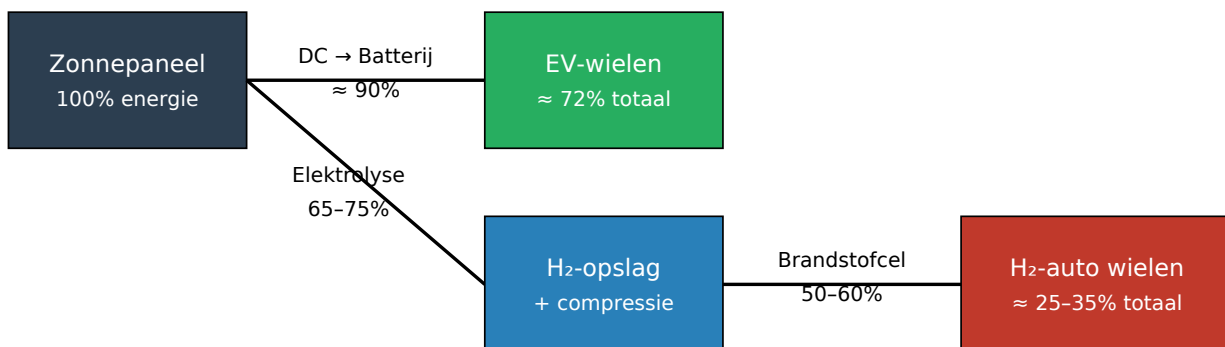 Zonnepaneel
100% energie
DC → Batterij
≈ 90%
EV-wielen
≈ 72% totaal
Elektrolyse
65–75%
H₂-opslag
+ compressie
Brandstofcel
50–60%
H₂-auto wielen
≈ 25–35% totaal